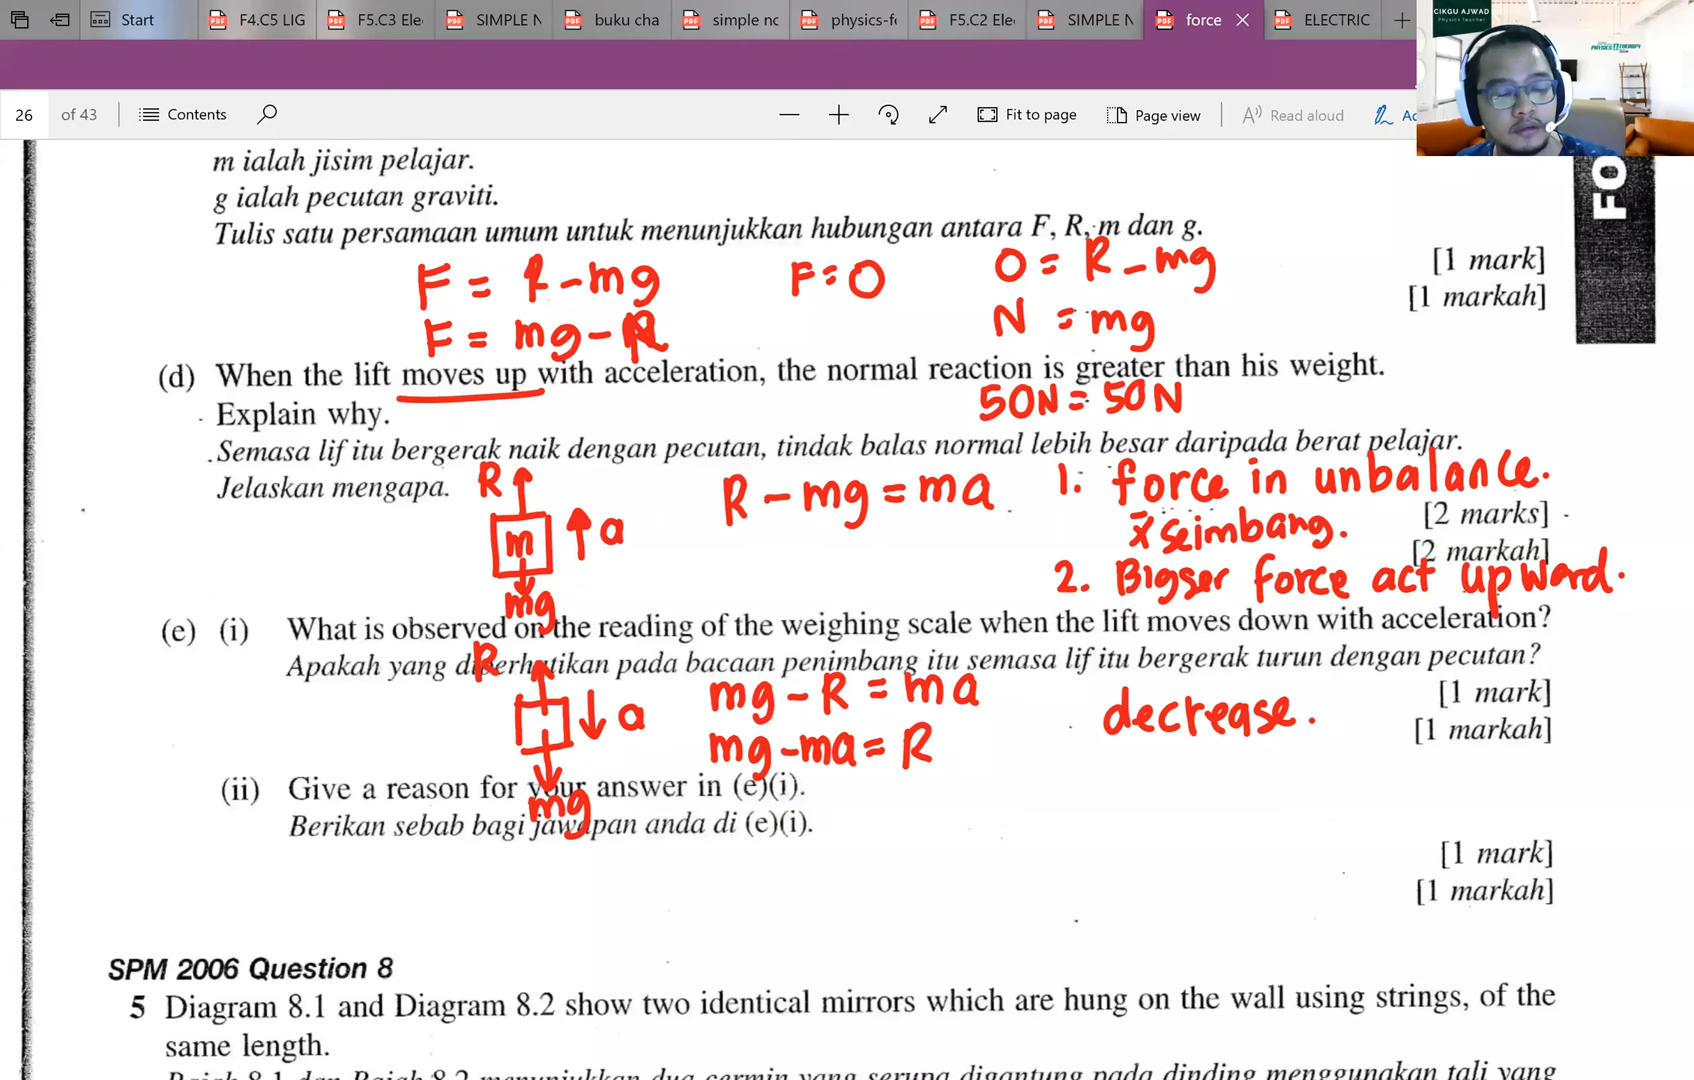 Start F4.C5 LIG F5.C3 Ele SIMPLE N buku cha simple nc physics-f F5.C2 Ele SIMPLE N force ELECTRIC
CIKGU AJWAD
Physics teacher
26 of 43 Contents Fit to page Page view Read aloud
m ialah jisim pelajar.
g ialah pecutan graviti.
Tulis satu persamaan umum untuk menunjukkan hubungan antara F, R, m dan g.
[1 mark]
[1 markah]
FO
F = R - mg F = 0 0 = R - mg
F = mg - R N = mg
(d) When the lift moves up with acceleration, the normal reaction is greater than his weight.
Explain why.
50N = 50N
Semasa lif itu bergerak naik dengan pecutan, tindak balas normal lebih besar daripada berat pelajar.
Jelaskan mengapa.
R
m
a
mg
R - mg = ma
1. force in unbalance.
x seimbang.
[2 marks]
[2 markah]
2. Bigger force act upward.
(e) (i) What is observed on the reading of the weighing scale when the lift moves down with acceleration?
Apakah yang diperhatikan pada bacaan penimbang itu semasa lif itu bergerak turun dengan pecutan?
[1 mark]
[1 markah]
R
a
mg
mg - R = ma
mg - ma = R
decrease.
(ii) Give a reason for your answer in (e)(i).
Berikan sebab bagi jawapan anda di (e)(i).
[1 mark]
[1 markah]
SPM 2006 Question 8
5 Diagram 8.1 and Diagram 8.2 show two identical mirrors which are hung on the wall using strings, of the
same length.